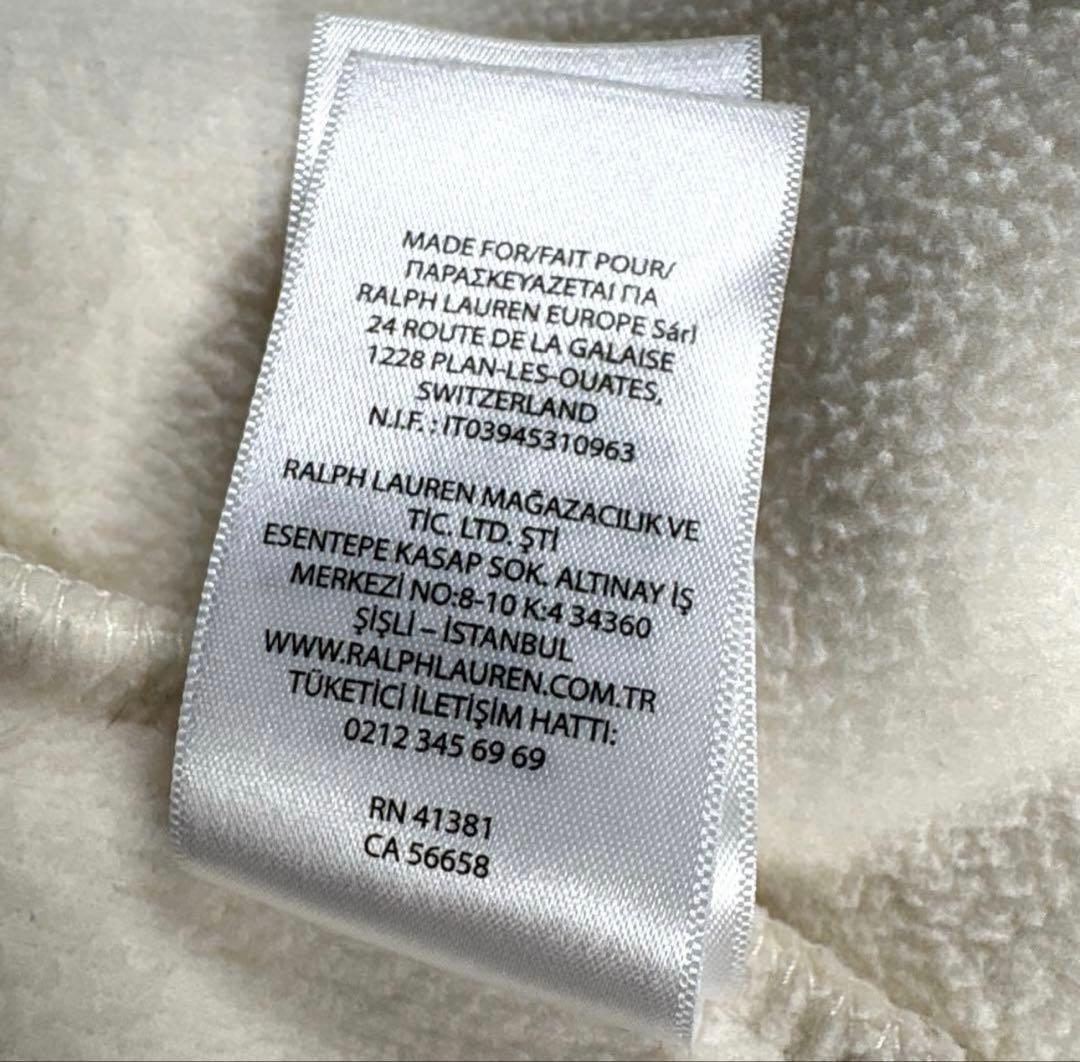 MADE FOR/FAIT POUR/
ΠΑΡΑΣΚΕΥΑΖΕΤΑΙ ΓΙΑ
RALPH LAUREN EUROPE Sárl
24 ROUTE DE LA GALAISE
1228 PLAN-LES-OUATES,
SWITZERLAND
N.I.F. : IT03945310963
RALPH LAUREN MAĞAZACILIK VE
TİC. LTD. ŞTİ
ESENTEPE KASAP SOK. ALTINAY İŞ
MERKEZİ NO:8-10 K:4 34360
ŞİŞLİ – İSTANBUL
WWW.RALPHLAUREN.COM.TR
TÜKETİCİ İLETİŞİM HATTI:
0212 345 69 69
RN 41381
CA 56658